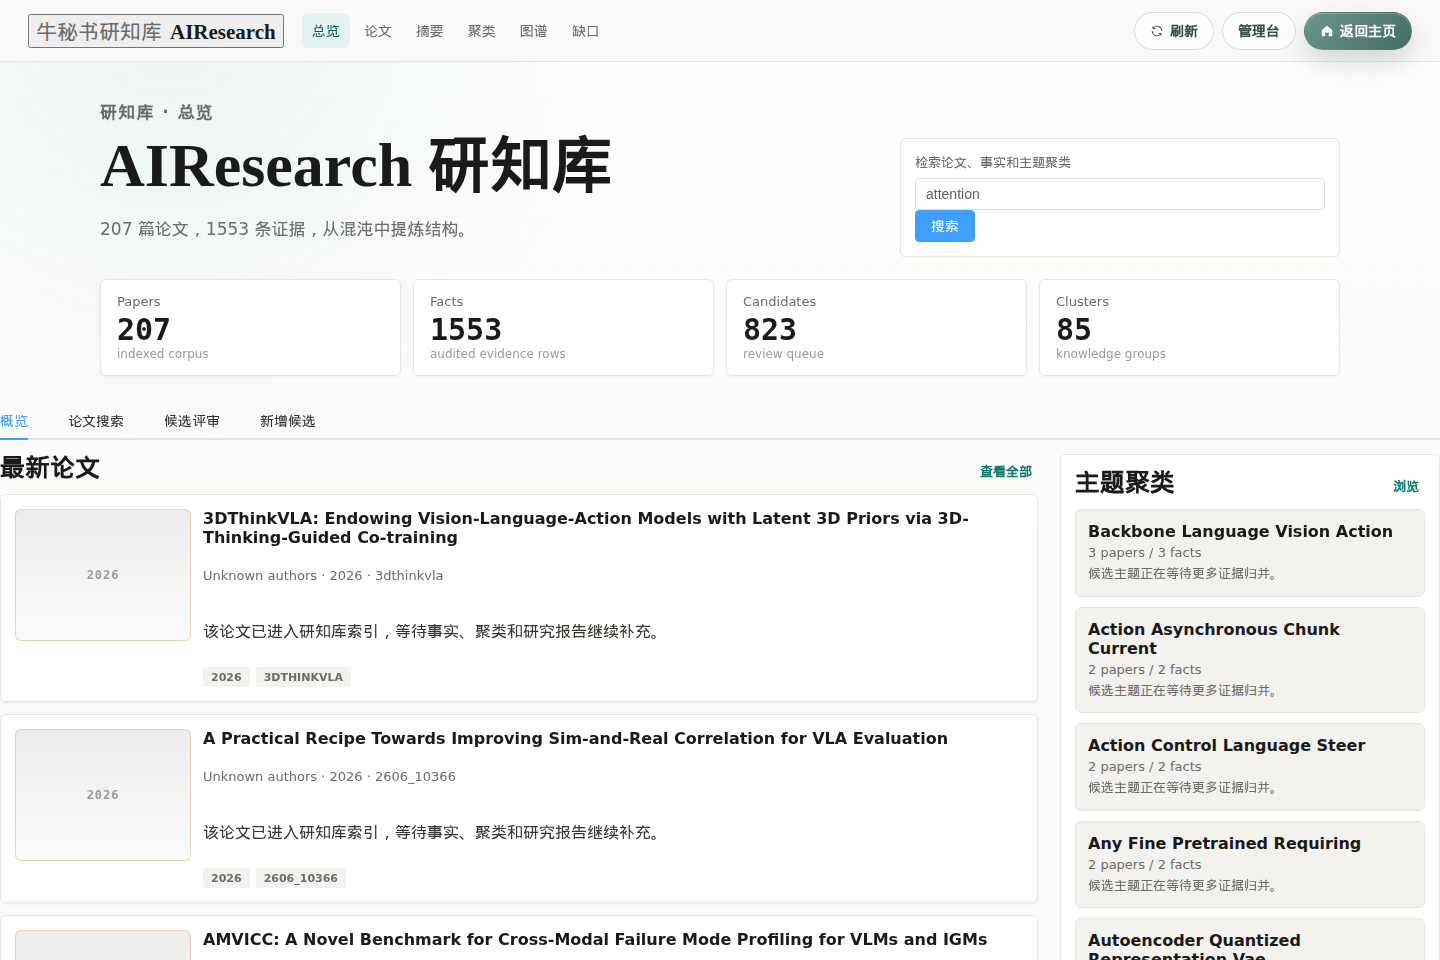 牛秘书研知库 AIResearch
总览 论文 摘要 聚类 图谱 缺口
刷新 管理台 返回主页
研知库 · 总览
AIResearch 研知库
207 篇论文，1553 条证据，从混沌中提炼结构。
检索论文、事实和主题聚类
attention
搜索
Papers
207
indexed corpus
Facts
1553
audited evidence rows
Candidates
823
review queue
Clusters
85
knowledge groups
概览 论文搜索 候选评审 新增候选
最新论文 查看全部
2026
3DThinkVLA: Endowing Vision-Language-Action Models with Latent 3D Priors via 3D-
Thinking-Guided Co-training
Unknown authors · 2026 · 3dthinkvla
该论文已进入研知库索引，等待事实、聚类和研究报告继续补充。
2026 3DTHINKVLA
2026
A Practical Recipe Towards Improving Sim-and-Real Correlation for VLA Evaluation
Unknown authors · 2026 · 2606_10366
该论文已进入研知库索引，等待事实、聚类和研究报告继续补充。
2026 2606_10366
AMVICC: A Novel Benchmark for Cross-Modal Failure Mode Profiling for VLMs and IGMs
主题聚类 浏览
Backbone Language Vision Action
3 papers / 3 facts
候选主题正在等待更多证据归并。
Action Asynchronous Chunk
Current
2 papers / 2 facts
候选主题正在等待更多证据归并。
Action Control Language Steer
2 papers / 2 facts
候选主题正在等待更多证据归并。
Any Fine Pretrained Requiring
2 papers / 2 facts
候选主题正在等待更多证据归并。
Autoencoder Quantized
Representation Vae